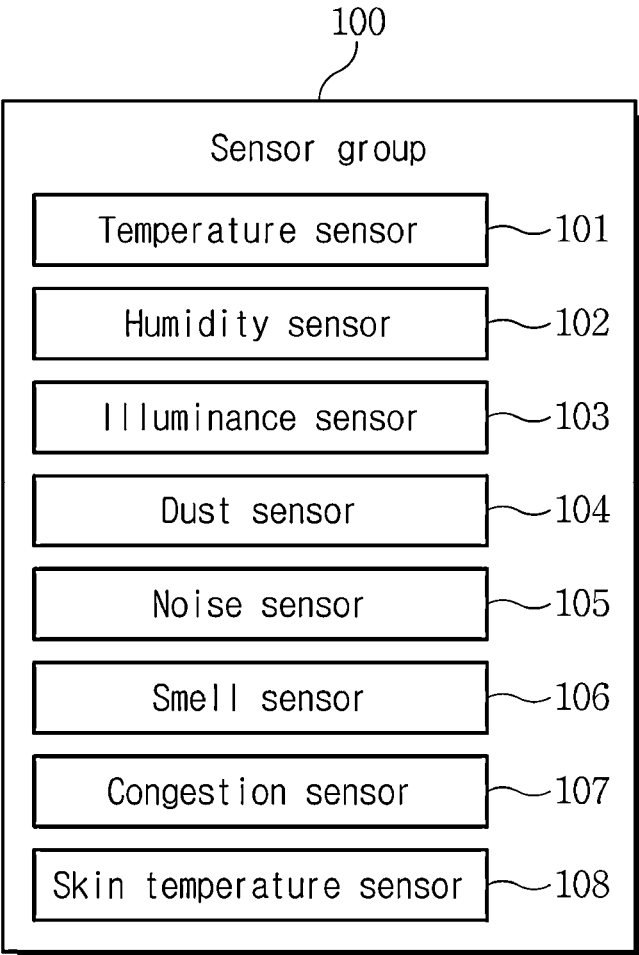 100
Sensor group
Temperature sensor 101
Humidity sensor 102
Illuminance sensor 103
Dust sensor 104
Noise sensor 105
Smell sensor 106
Congestion sensor 107
Skin temperature sensor 108